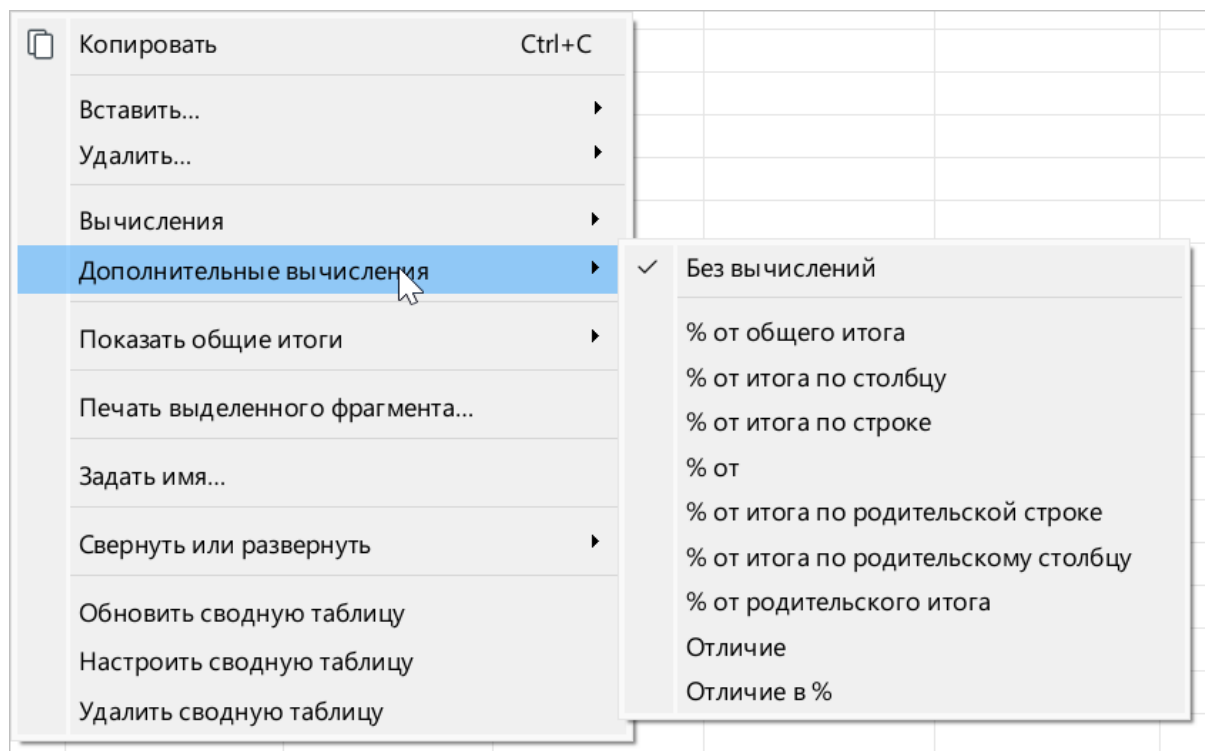 Копировать Ctrl+C
Вставить...
Удалить...
Вычисления
Дополнительные вычисления
Показать общие итоги
Печать выделенного фрагмента...
Задать имя...
Свернуть или развернуть
Обновить сводную таблицу
Настроить сводную таблицу
Удалить сводную таблицу
Без вычислений
% от общего итога
% от итога по столбцу
% от итога по строке
% от
% от итога по родительской строке
% от итога по родительскому столбцу
% от родительского итога
Отличие
Отличие в %